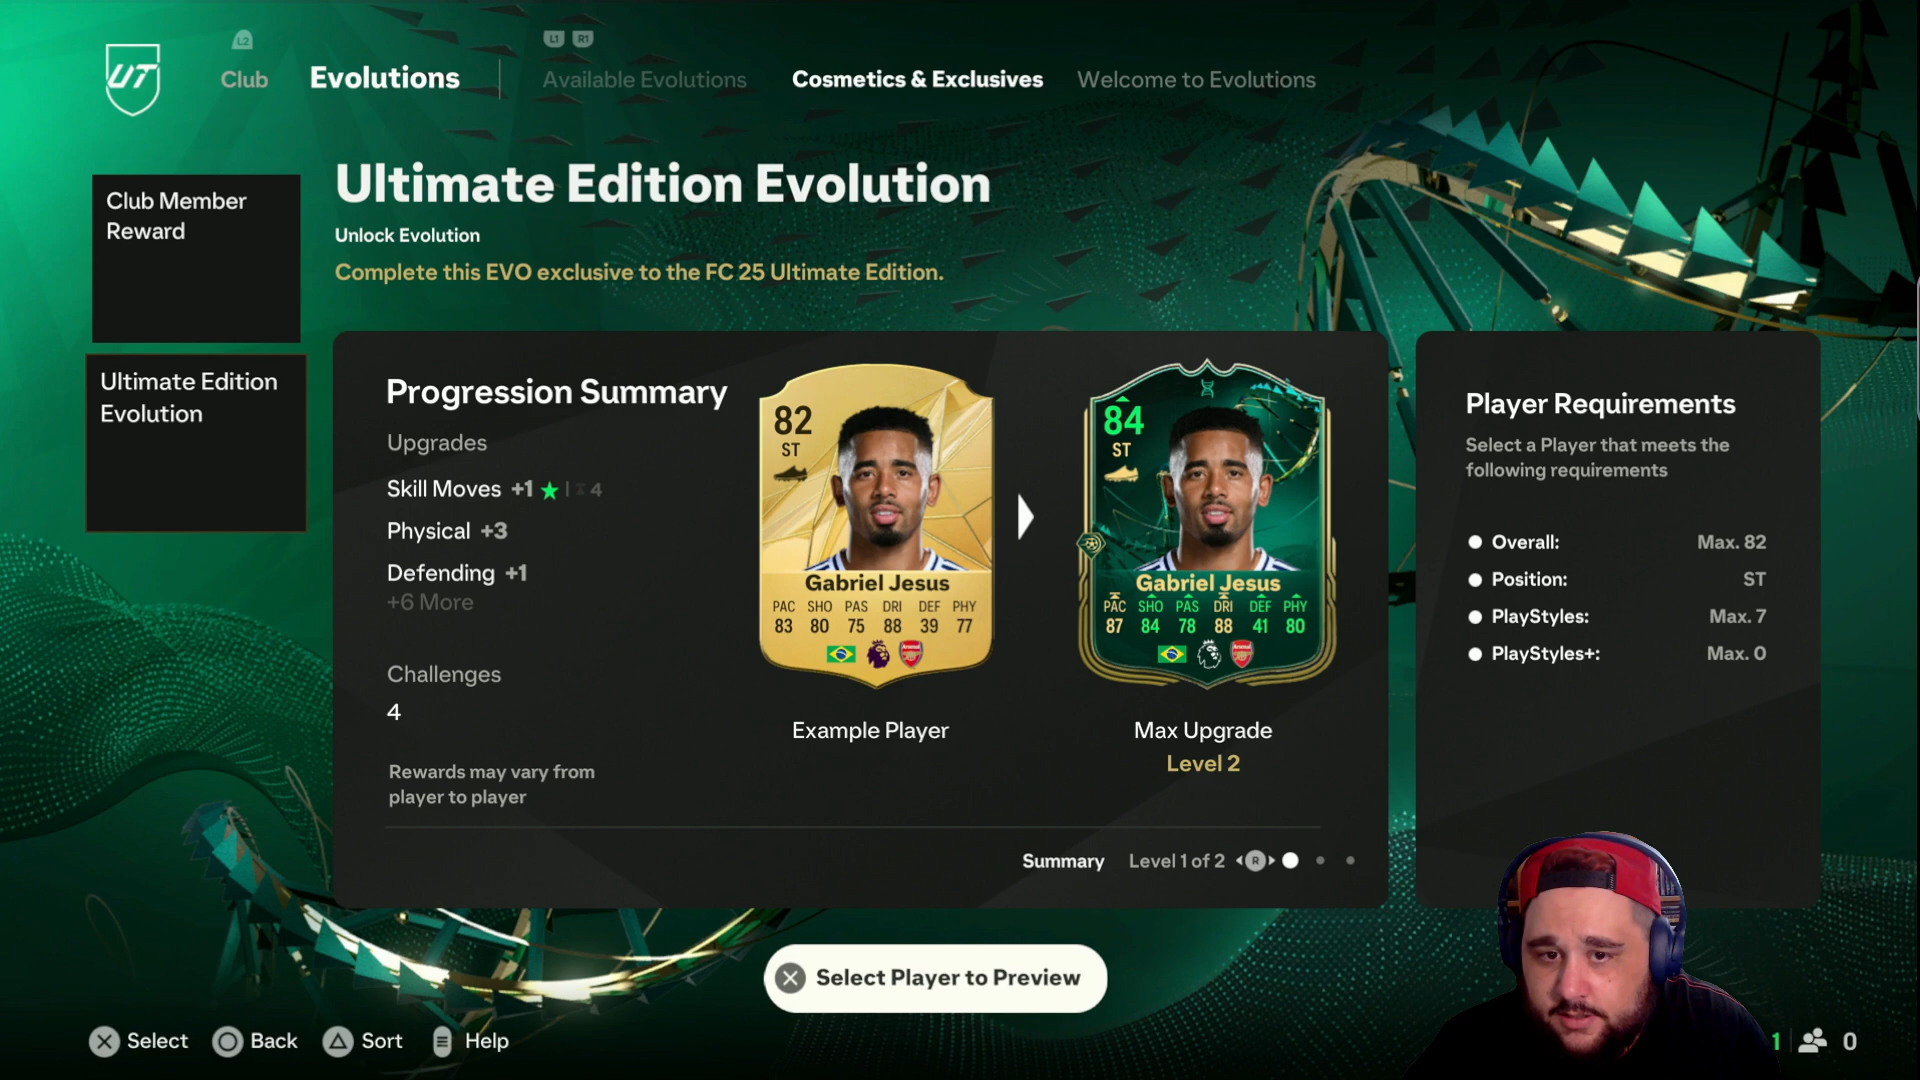 L2
L1 R1
UT
Club
Evolutions
Available Evolutions
Cosmetics & Exclusives
Welcome to Evolutions
Club Member
Reward
Ultimate Edition
Evolution
Ultimate Edition Evolution
Unlock Evolution
Complete this EVO exclusive to the FC 25 Ultimate Edition.
Progression Summary
Upgrades
Skill Moves +1 ★ | 4
Physical +3
Defending +1
+6 More
Challenges
4
Rewards may vary from
player to player
82
ST
Gabriel Jesus
PAC SHO PAS DRI DEF PHY
83 80 75 88 39 77
Arsenal
Example Player
84
ST
Gabriel Jesus
PAC SHO PAS DRI DEF PHY
87 84 78 88 41 80
Arsenal
Max Upgrade
Level 2
Summary Level 1 of 2 R
Player Requirements
Select a Player that meets the
following requirements
Overall: Max. 82
Position: ST
PlayStyles: Max. 7
PlayStyles+: Max. 0
Select Player to Preview
Select Back Sort Help
1 0